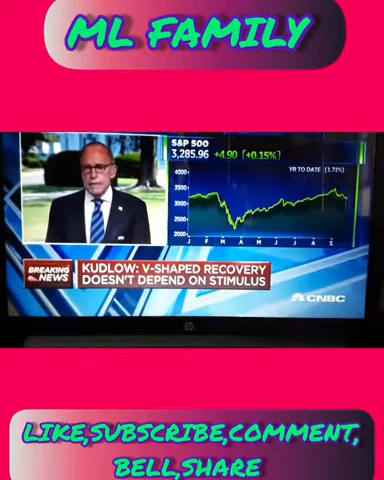 ML FAMILY
S&P 500
3,285.96 +4.90 [+0.15%]
YR TO DATE [1.71%]
4000
3500
3000
2500
2000
J F M A M J J A S
BREAKING
NEWS
KUDLOW: V-SHAPED RECOVERY
DOESN'T DEPEND ON STIMULUS
CNBC
hp
LIKE,SUBSCRIBE,COMMENT,
BELL,SHARE